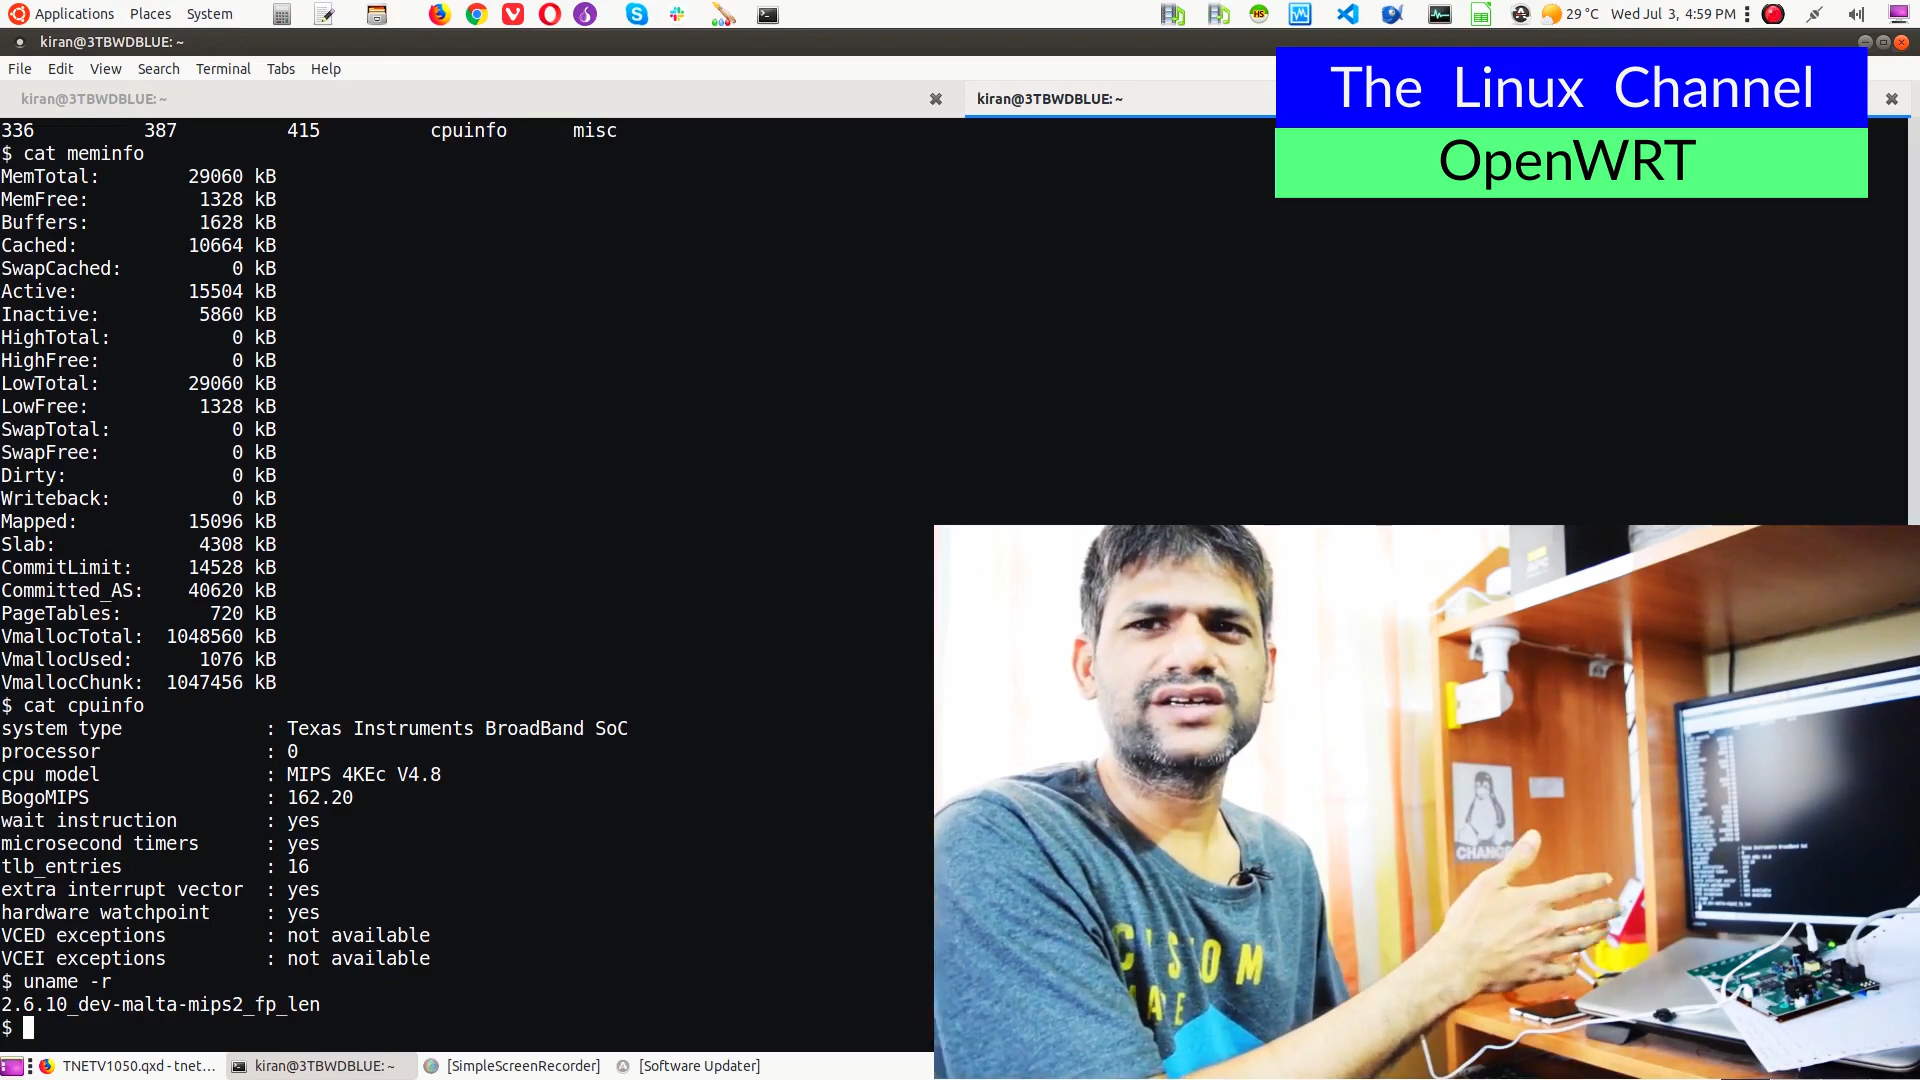 Applications Places System
29 °C Wed Jul 3, 4:59 PM
kiran@3TBWDBLUE: ~
File Edit View Search Terminal Tabs Help
kiran@3TBWDBLUE: ~
kiran@3TBWDBLUE: ~
The Linux Channel
OpenWRT
336 387 415 cpuinfo misc
$ cat meminfo
MemTotal: 29060 kB
MemFree: 1328 kB
Buffers: 1628 kB
Cached: 10664 kB
SwapCached: 0 kB
Active: 15504 kB
Inactive: 5860 kB
HighTotal: 0 kB
HighFree: 0 kB
LowTotal: 29060 kB
LowFree: 1328 kB
SwapTotal: 0 kB
SwapFree: 0 kB
Dirty: 0 kB
Writeback: 0 kB
Mapped: 15096 kB
Slab: 4308 kB
CommitLimit: 14528 kB
Committed_AS: 40620 kB
PageTables: 720 kB
VmallocTotal: 1048560 kB
VmallocUsed: 1076 kB
VmallocChunk: 1047456 kB
$ cat cpuinfo
system type : Texas Instruments BroadBand SoC
processor : 0
cpu model : MIPS 4KEc V4.8
BogoMIPS : 162.20
wait instruction : yes
microsecond timers : yes
tlb_entries : 16
extra interrupt vector : yes
hardware watchpoint : yes
VCED exceptions : not available
VCEI exceptions : not available
$ uname -r
2.6.10_dev-malta-mips2_fp_len
$
APC
CHANGE
CUSTOM
TNETV1050.qxd - tnet... kiran@3TBWDBLUE: ~ [SimpleScreenRecorder] [Software Updater]